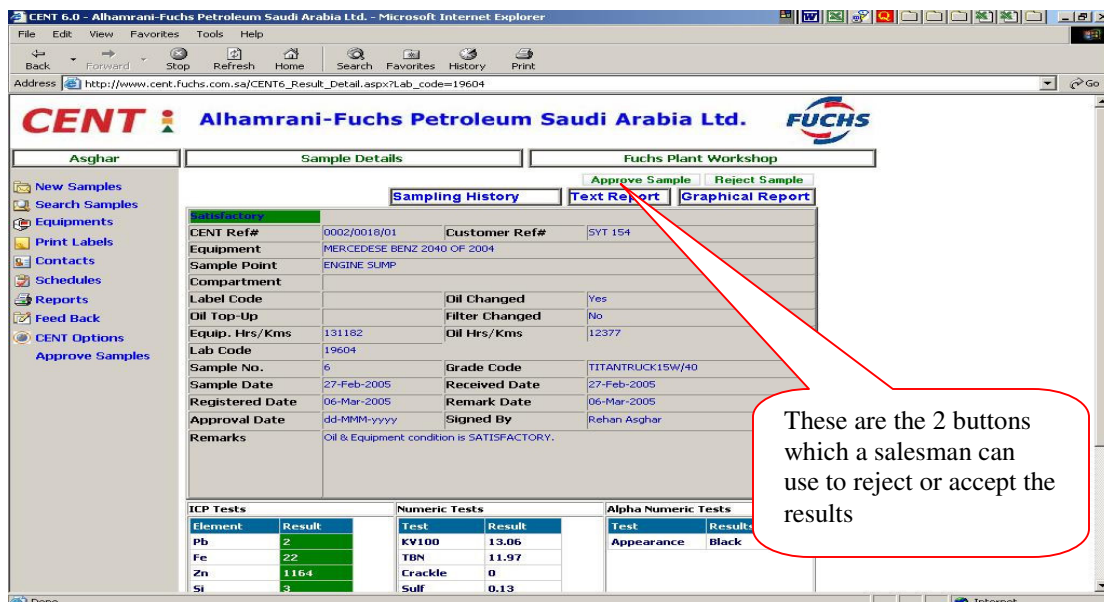 CENT 6.0 - Alhamrani-Fuchs Petroleum Saudi Arabia Ltd. - Microsoft Internet Explorer
File Edit View Favorites Tools Help
Back Forward Stop Refresh Home Search Favorites History Print
Address http://www.cent.fuchs.com.sa/CENT6_Result_Detail.aspx?Lab_code=19604 Go
CENT Alhamrani-Fuchs Petroleum Saudi Arabia Ltd. FUCHS
Asghar Sample Details Fuchs Plant Workshop
New Samples
Search Samples
Equipments
Print Labels
Contacts
Schedules
Reports
Feed Back
CENT Options
Approve Samples
Approve Sample Reject Sample
Sampling History Text Report Graphical Report
Satisfactory
CENT Ref# 0002/0018/01 Customer Ref# SYT 154
Equipment MERCEDESE BENZ 2040 OF 2004
Sample Point ENGINE SUMP
Compartment
Label Code Oil Changed Yes
Oil Top-Up Filter Changed No
Equip. Hrs/Kms 131182 Oil Hrs/Kms 12377
Lab Code 19604
Sample No. 6 Grade Code TITANTRUCK15W/40
Sample Date 27-Feb-2005 Received Date 27-Feb-2005
Registered Date 06-Mar-2005 Remark Date 06-Mar-2005
Approval Date dd-MMM-yyyy Signed By Rehan Asghar
Remarks Oil & Equipment condition is SATISFACTORY.
These are the 2 buttons
which a salesman can
use to reject or accept the
results
ICP Tests Numeric Tests Alpha Numeric Tests
Element Result Test Result Test Results
Pb 2 KV100 13.06 Appearance Black
Fe 22 TBN 11.97
Zn 1164 Crackle 0
Si 3 Sulf 0.13
Done Internet